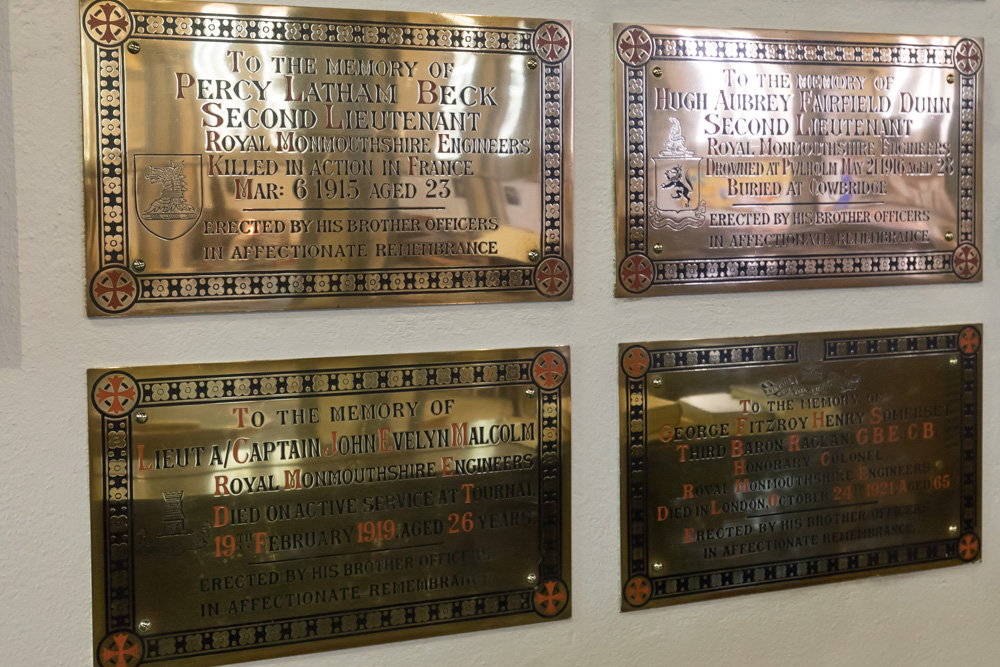 TO THE MEMORY OF
PERCY LATHAM BECK
SECOND LIEUTENANT
ROYAL MONMOUTHSHIRE ENGINEERS
KILLED IN ACTION IN FRANCE
MAR: 6 1915 AGED 23
ERECTED BY HIS BROTHER OFFICERS
IN AFFECTIONATE REMEMBRANCE
TO THE MEMORY OF
HUGH AUBREY FAIRFIELD DUNN
SECOND LIEUTENANT
ROYAL MONMOUTHSHIRE ENGINEERS
DROWNED AT PWLHOLM MAY 21 1916 AGED 23
BURIED AT COWBRIDGE
ERECTED BY HIS BROTHER OFFICERS
IN AFFECTIONATE REMEMBRANCE
TO THE MEMORY OF
LIEUT A/CAPTAIN JOHN EVELYN MALCOLM
ROYAL MONMOUTHSHIRE ENGINEERS
DIED ON ACTIVE SERVICE AT TOURNAI
19TH FEBRUARY 1919, AGED 26 YEARS
ERECTED BY HIS BROTHER OFFICERS
IN AFFECTIONATE REMEMBRANCE
TO THE MEMORY OF
GEORGE FITZROY HENRY SOMERSET
THIRD BARON RAGLAN, GBE CB
HONORARY COLONEL
ROYAL MONMOUTHSHIRE ENGINEERS
DIED IN LONDON, OCTOBER 24TH 1921 AGED 65
ERECTED BY HIS BROTHER OFFICERS
IN AFFECTIONATE REMEMBRANCE,